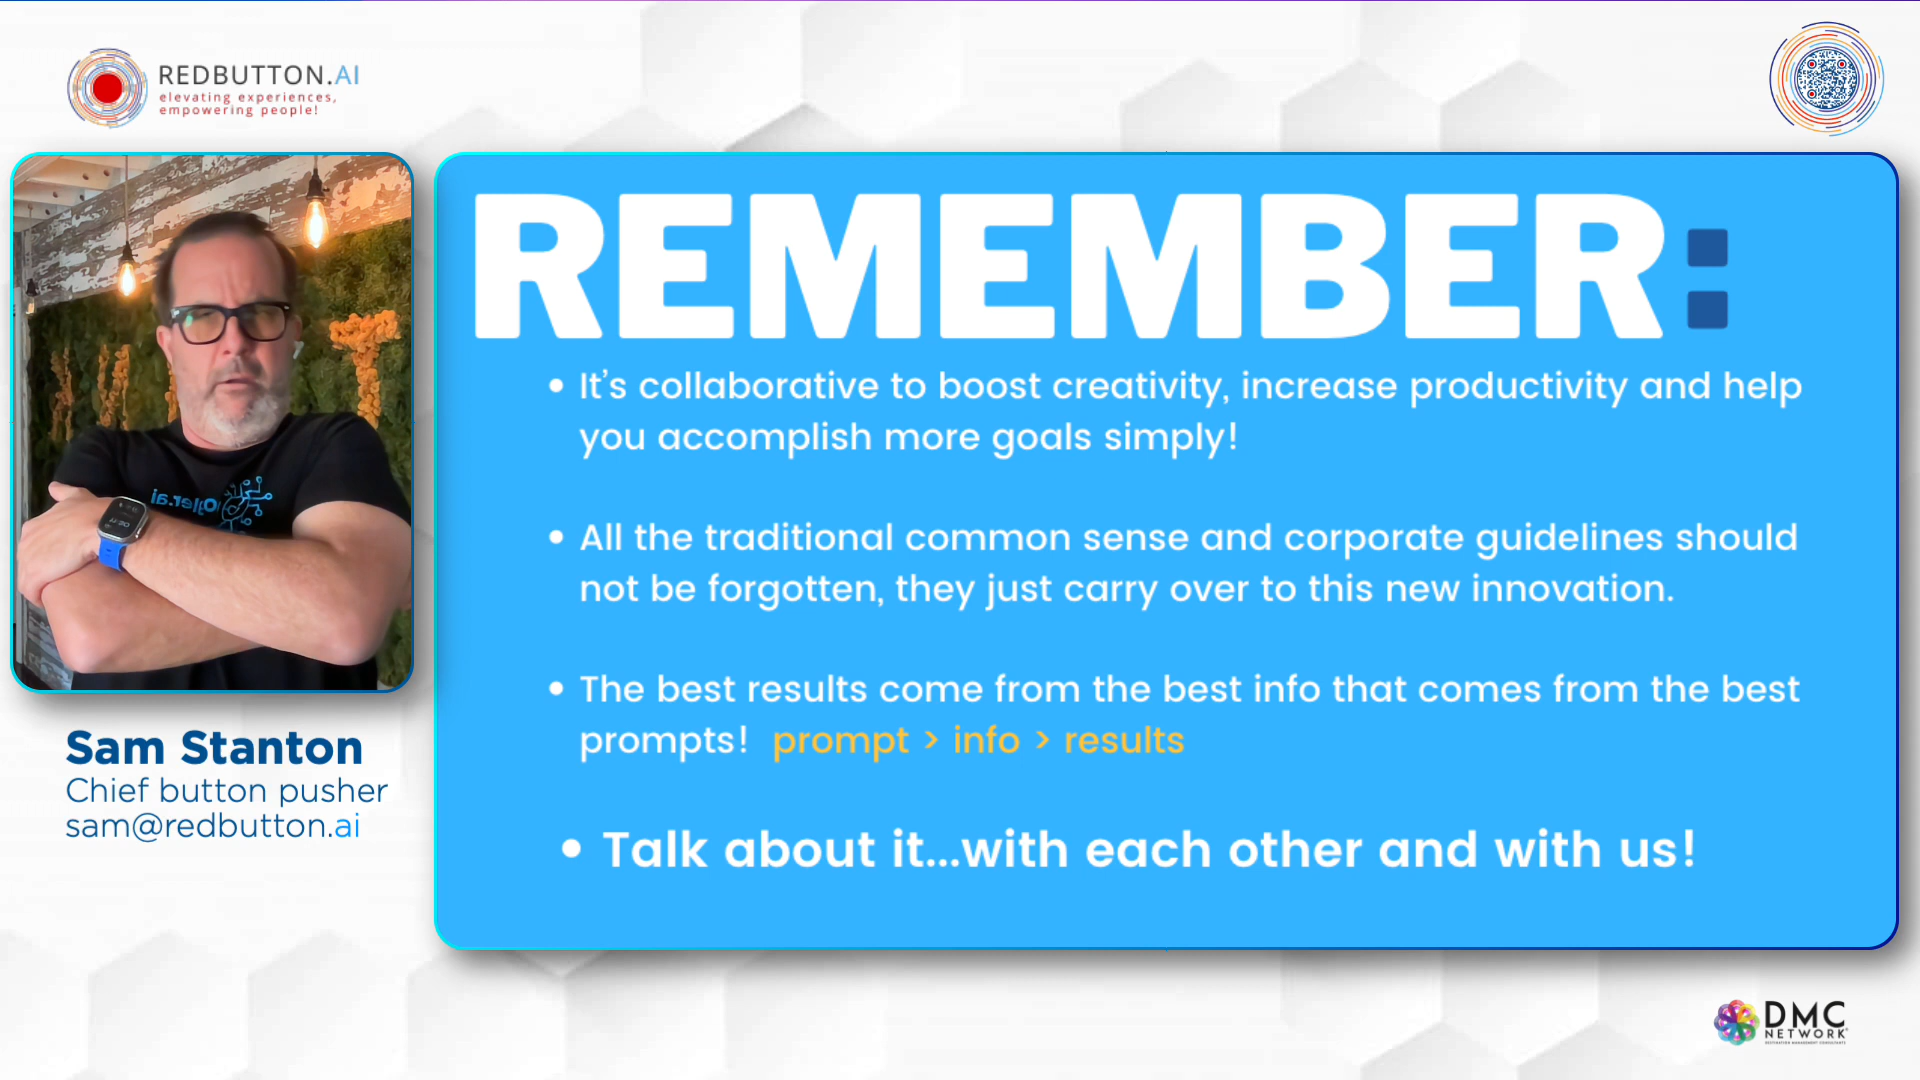 REDBUTTON.AI
elevating experiences,
empowering people!
REMEMBER:
• It's collaborative to boost creativity, increase productivity and help
you accomplish more goals simply!
• All the traditional common sense and corporate guidelines should
not be forgotten, they just carry over to this new innovation.
• The best results come from the best info that comes from the best
prompts! prompt > info > results
• Talk about it...with each other and with us!
Sam Stanton
Chief button pusher
sam@redbutton.ai
DMC
NETWORK